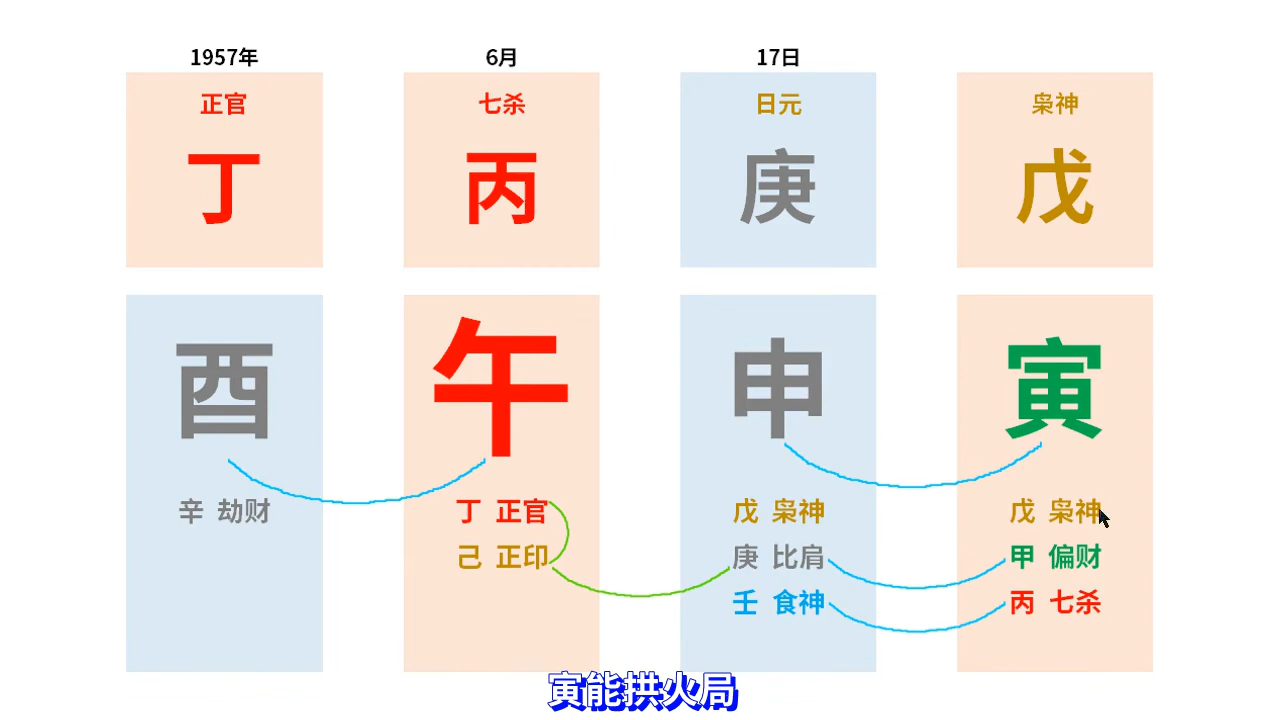 1957年 6月 17日
正官 七杀 日元 枭神
丁 丙 庚 戊
酉 午 申 寅
辛 劫财 丁 正官 戊 枭神 戊 枭神
己 正印 庚 比肩 甲 偏财
壬 食神 丙 七杀
寅能拱火局